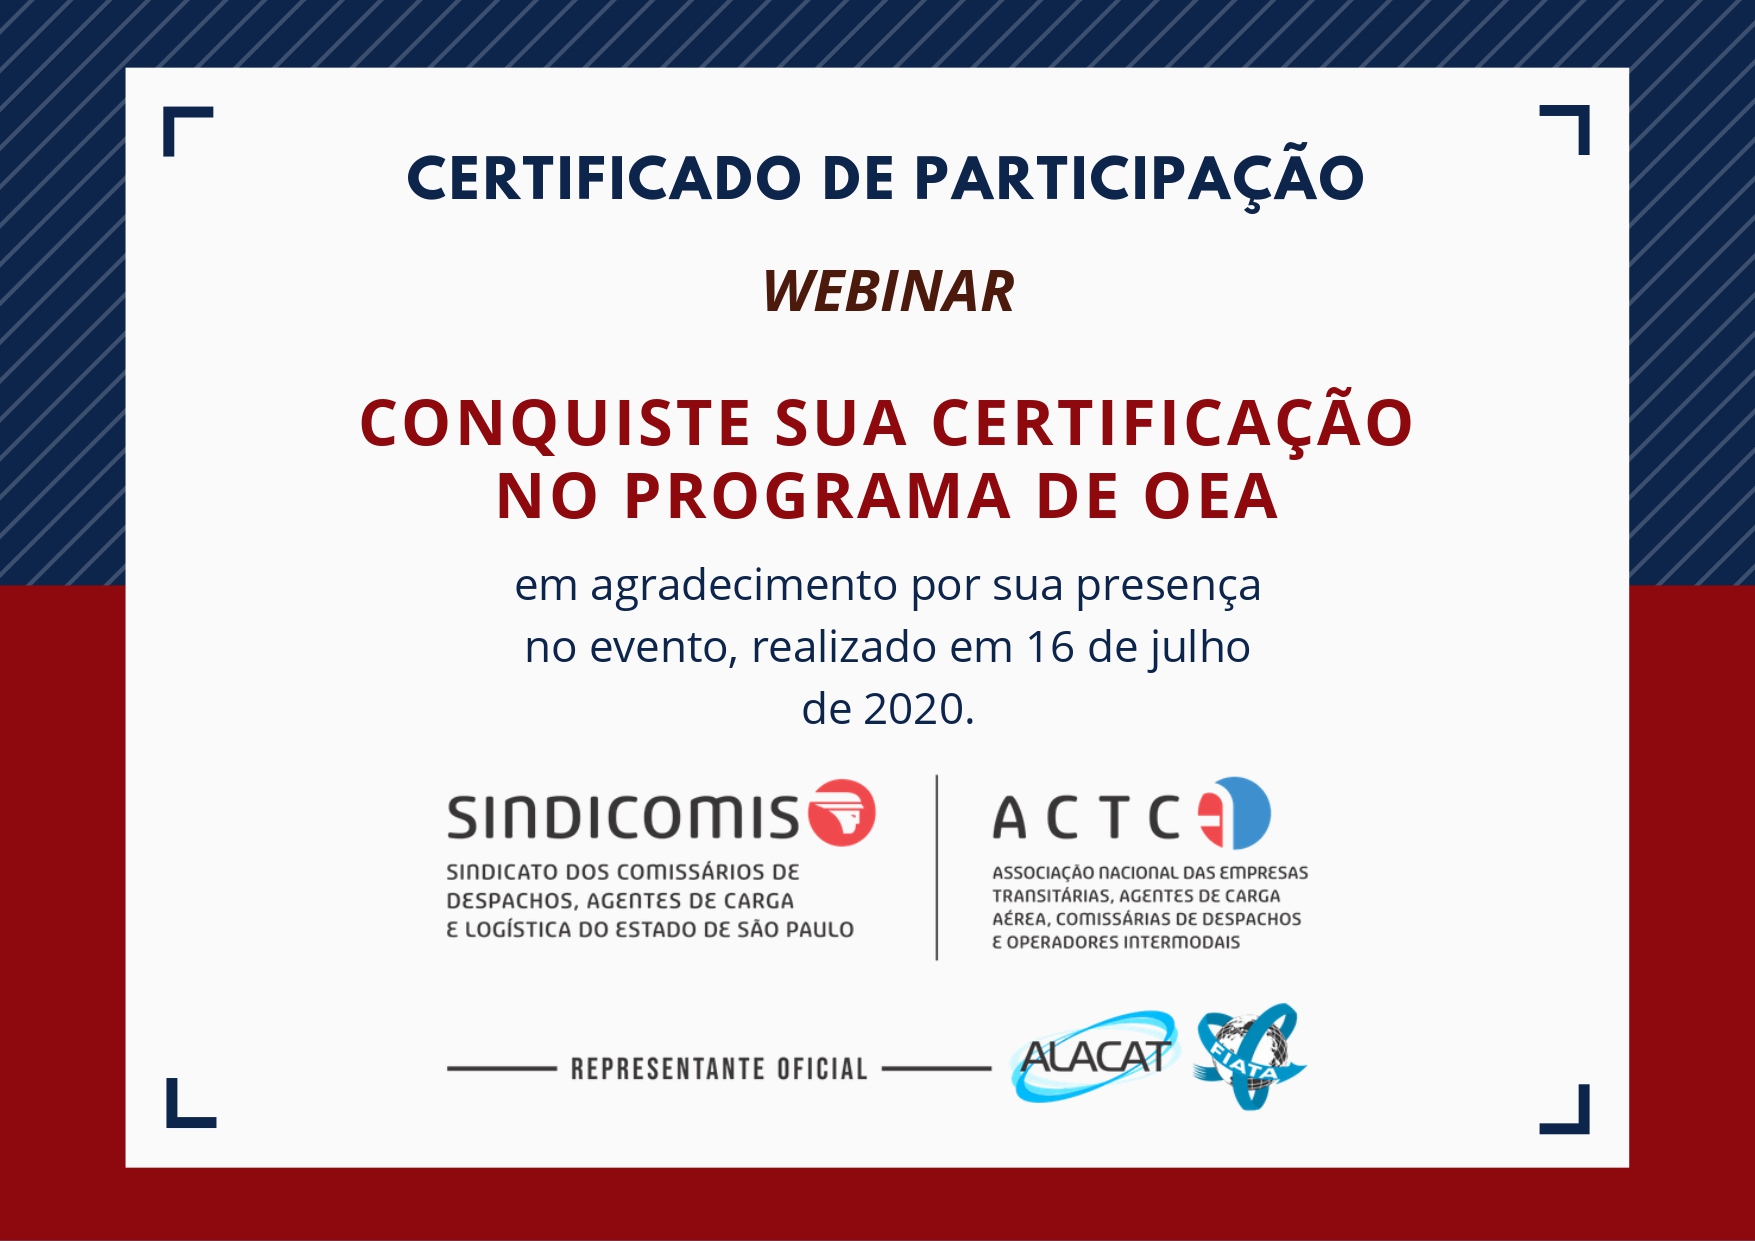 CERTIFICADO DE PARTICIPAÇÃO
WEBINAR
CONQUISTE SUA CERTIFICAÇÃO
NO PROGRAMA DE OEA
em agradecimento por sua presença
no evento, realizado em 16 de julho
de 2020.
SINDICOMIS
SINDICATO DOS COMISSÁRIOS DE
DESPACHOS, AGENTES DE CARGA
E LOGÍSTICA DO ESTADO DE SÃO PAULO
ACTC
ASSOCIAÇÃO NACIONAL DAS EMPRESAS
TRANSITÁRIAS, AGENTES DE CARGA
AÉREA, COMISSÁRIAS DE DESPACHOS
E OPERADORES INTERMODAIS
REPRESENTANTE OFICIAL
ALACAT
FIATA